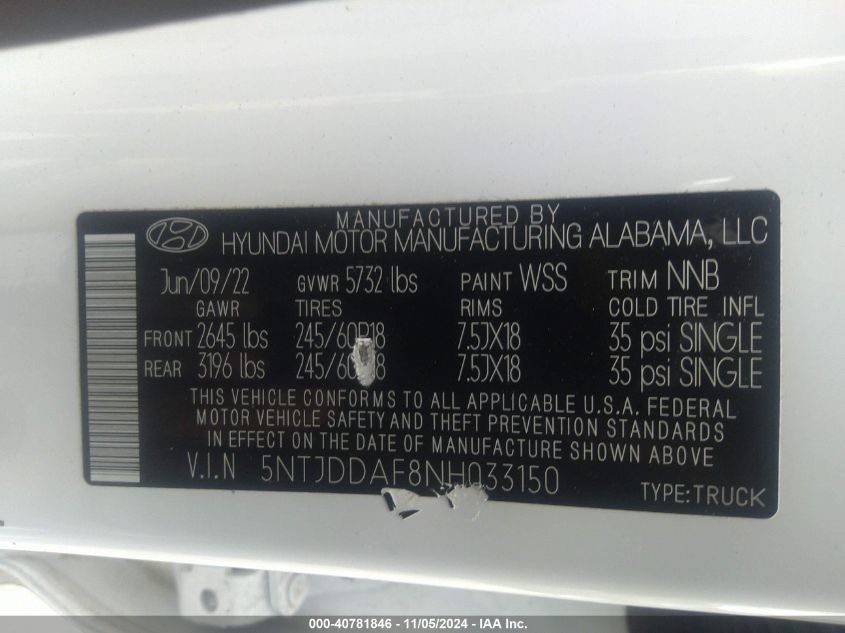 MANUFACTURED BY
HYUNDAI MOTOR MANUFACTURING ALABAMA, LLC
Jun/09/22 GVWR 5732 lbs PAINT WSS TRIM NNB
GAWR TIRES RIMS COLD TIRE INFL
FRONT 2645 lbs 245/60R18 7.5JX18 35 psi SINGLE
REAR 3196 lbs 7.5JX18 35 psi SINGLE
THIS VEHICLE CONFORMS TO ALL APPLICABLE U.S.A. FEDERAL
MOTOR VEHICLE SAFETY AND THEFT PREVENTION STANDARDS
IN EFFECT ON THE DATE OF MANUFACTURE SHOWN ABOVE
V.I.N 5NTJDDAF8NH033150
TYPE:TRUCK
000-40781846 - 11/05/2024 - IAA Inc.